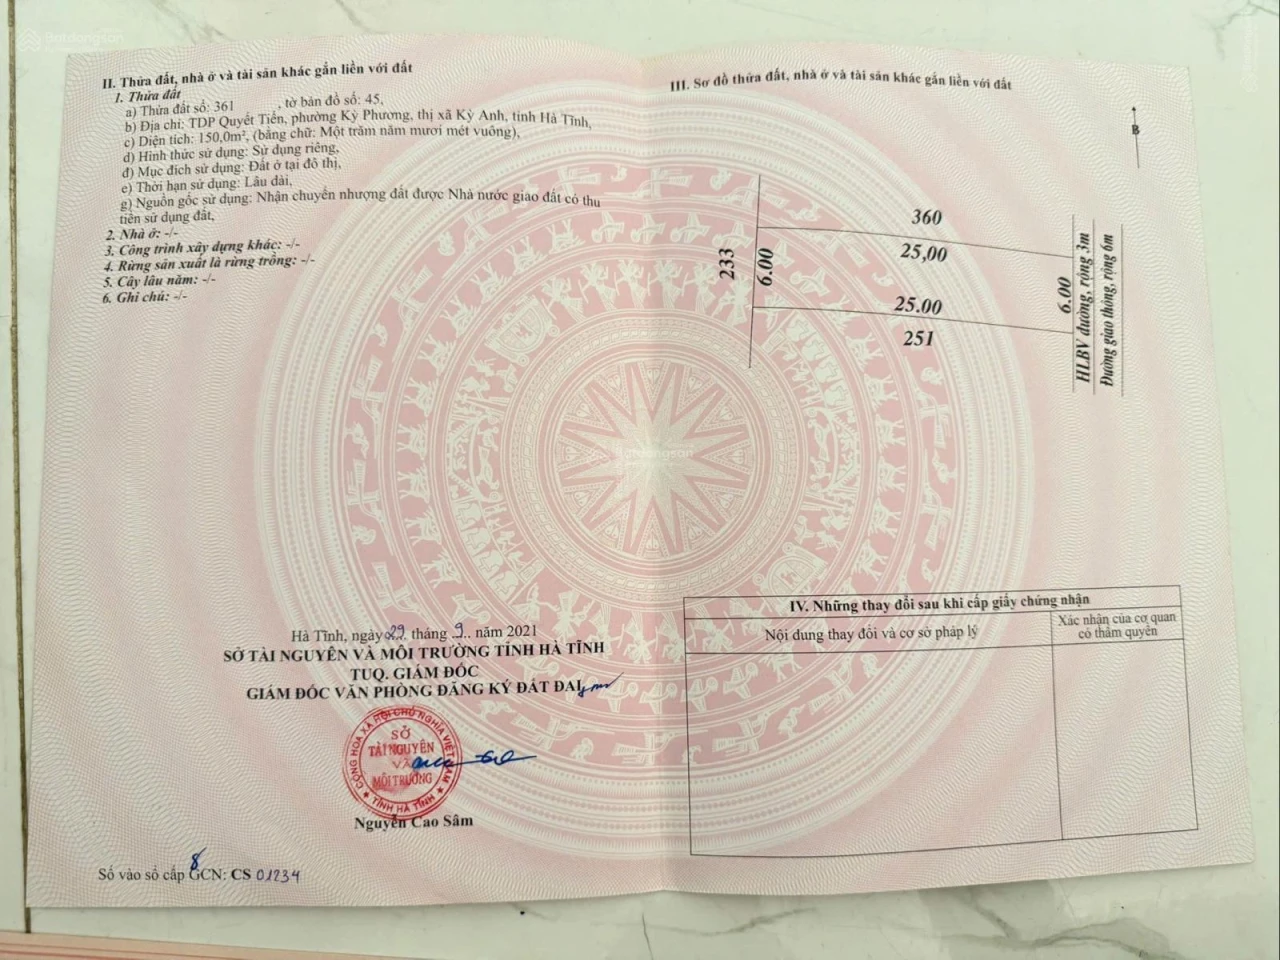 Batdongsan
II. Thửa đất, nhà ở và tài sản khác gắn liền với đất
1. Thửa đất
a) Thửa đất số: 361 , tờ bản đồ số: 45,
b) Địa chỉ: TDP Quyết Tiến, phường Kỳ Phương, thị xã Kỳ Anh, tỉnh Hà Tĩnh,
c) Diện tích: 150,0m², (bằng chữ: Một trăm năm mươi mét vuông),
d) Hình thức sử dụng: Sử dụng riêng,
đ) Mục đích sử dụng: Đất ở tại đô thị,
e) Thời hạn sử dụng: Lâu dài,
g) Nguồn gốc sử dụng: Nhận chuyển nhượng đất được Nhà nước giao đất có thu
tiền sử dụng đất,
2. Nhà ở: -/-
3. Công trình xây dựng khác: -/-
4. Rừng sản xuất là rừng trồng: -/-
5. Cây lâu năm: -/-
6. Ghi chú: -/-
Hà Tĩnh, ngày 29 tháng 9.. năm 2021
SỞ TÀI NGUYÊN VÀ MÔI TRƯỜNG TỈNH HÀ TĨNH
TUQ. GIÁM ĐỐC
GIÁM ĐỐC VĂN PHÒNG ĐĂNG KÝ ĐẤT ĐAI
CỘNG HÒA XÃ HỘI CHỦ NGHĨA VIỆT NAM
SỞ
TÀI NGUYÊN
VÀ
MÔI TRƯỜNG
TỈNH HÀ TĨNH
Nguyễn Cao Sâm
Số vào sổ cấp GCN: CS 01234
8
III. Sơ đồ thửa đất, nhà ở và tài sản khác gắn liền với đất
B
360
25,00
233
6.00
25.00
251
6.00
HLBV đường, rộng 3m
Đường giao thông, rộng 6m
Batdongsan
IV. Những thay đổi sau khi cấp giấy chứng nhận
Nội dung thay đổi và cơ sở pháp lý
Xác nhận của cơ quan
có thẩm quyền